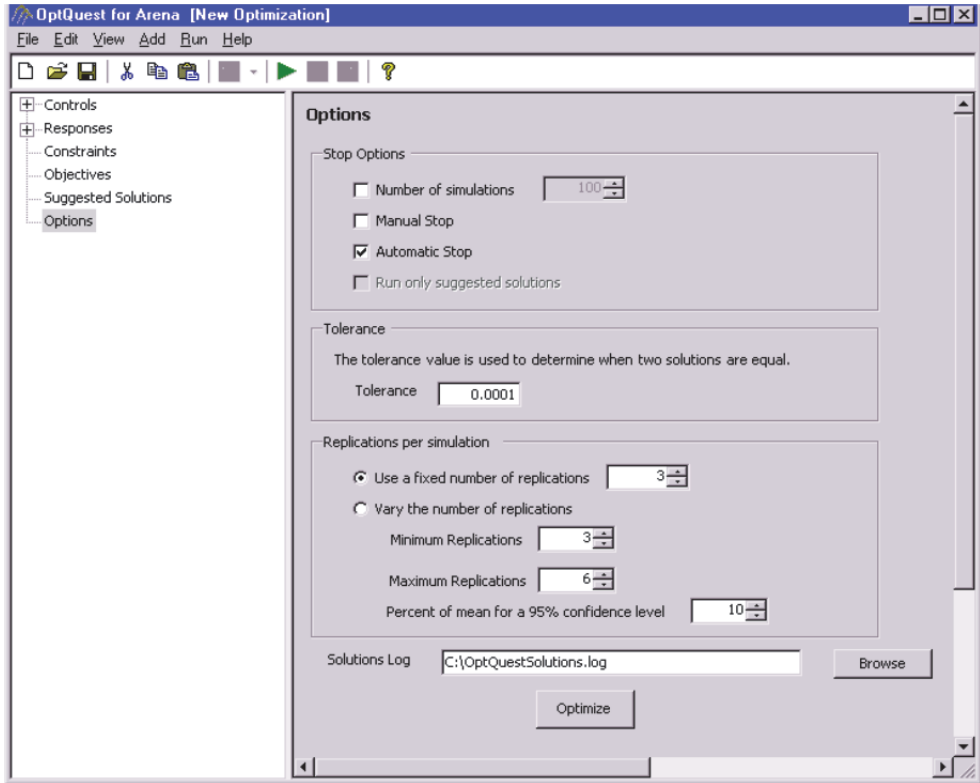 OptQuest for Arena [New Optimization]
File Edit View Add Run Help
Controls
Responses
Constraints
Objectives
Suggested Solutions
Options
Options
Stop Options
Number of simulations 100
Manual Stop
Automatic Stop
Run only suggested solutions
Tolerance
The tolerance value is used to determine when two solutions are equal.
Tolerance 0.0001
Replications per simulation
Use a fixed number of replications 3
Vary the number of replications
Minimum Replications 3
Maximum Replications 6
Percent of mean for a 95% confidence level 10
Solutions Log C:\OptQuestSolutions.log Browse
Optimize